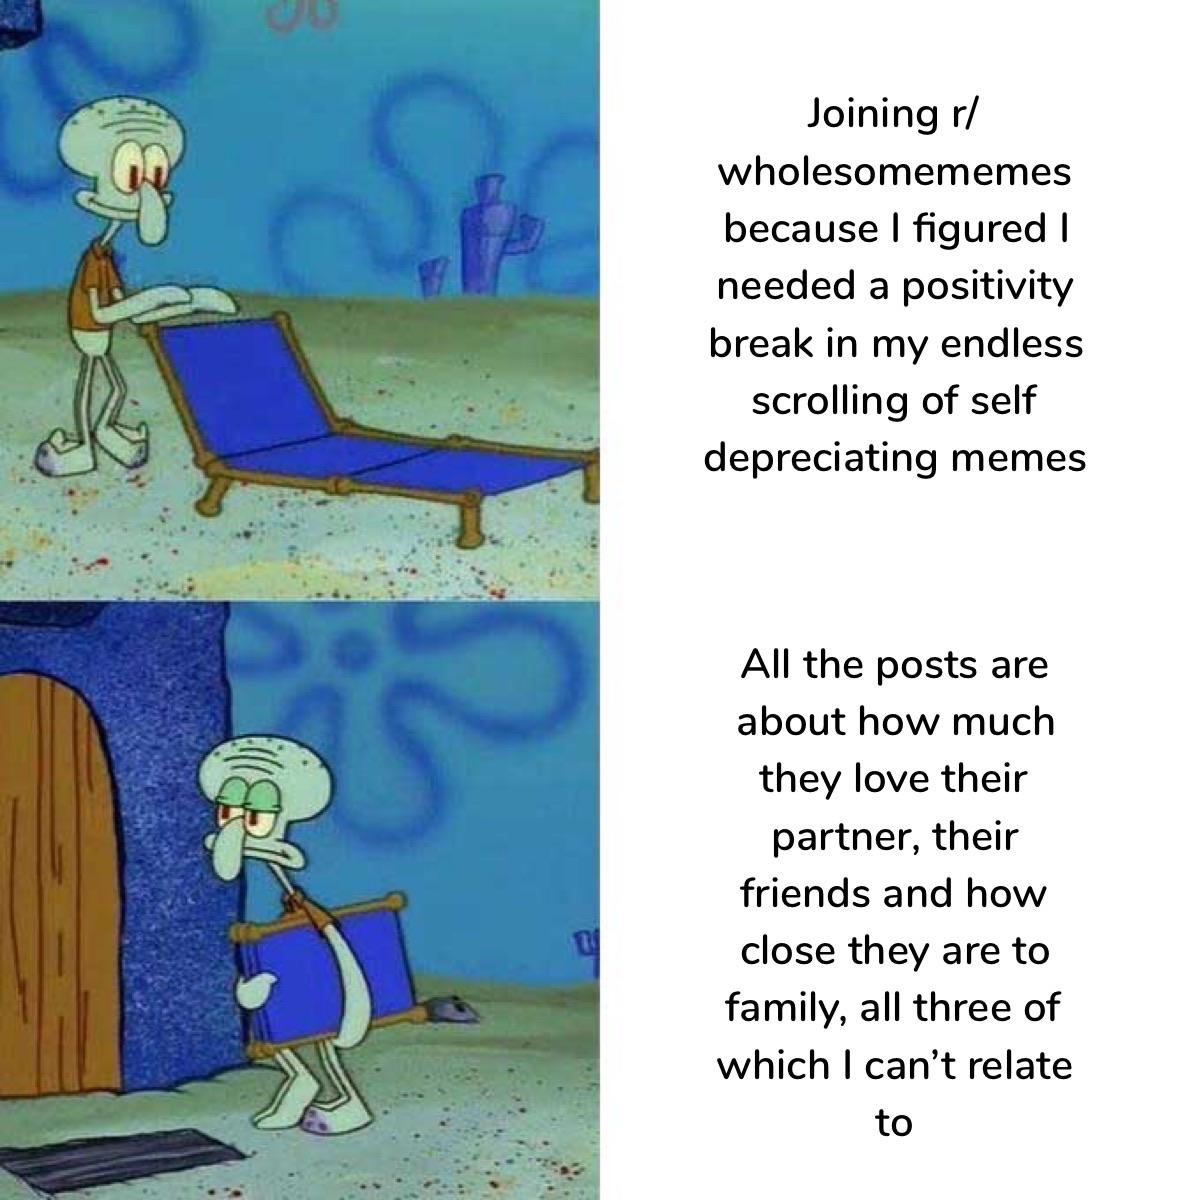 Joining r/
wholesomememes
because I figured I
needed a positivity
break in my endless
scrolling of self
depreciating memes
All the posts are
about how much
they love their
partner, their
friends and how
close they are to
family, all three of
which I can’t relate
to